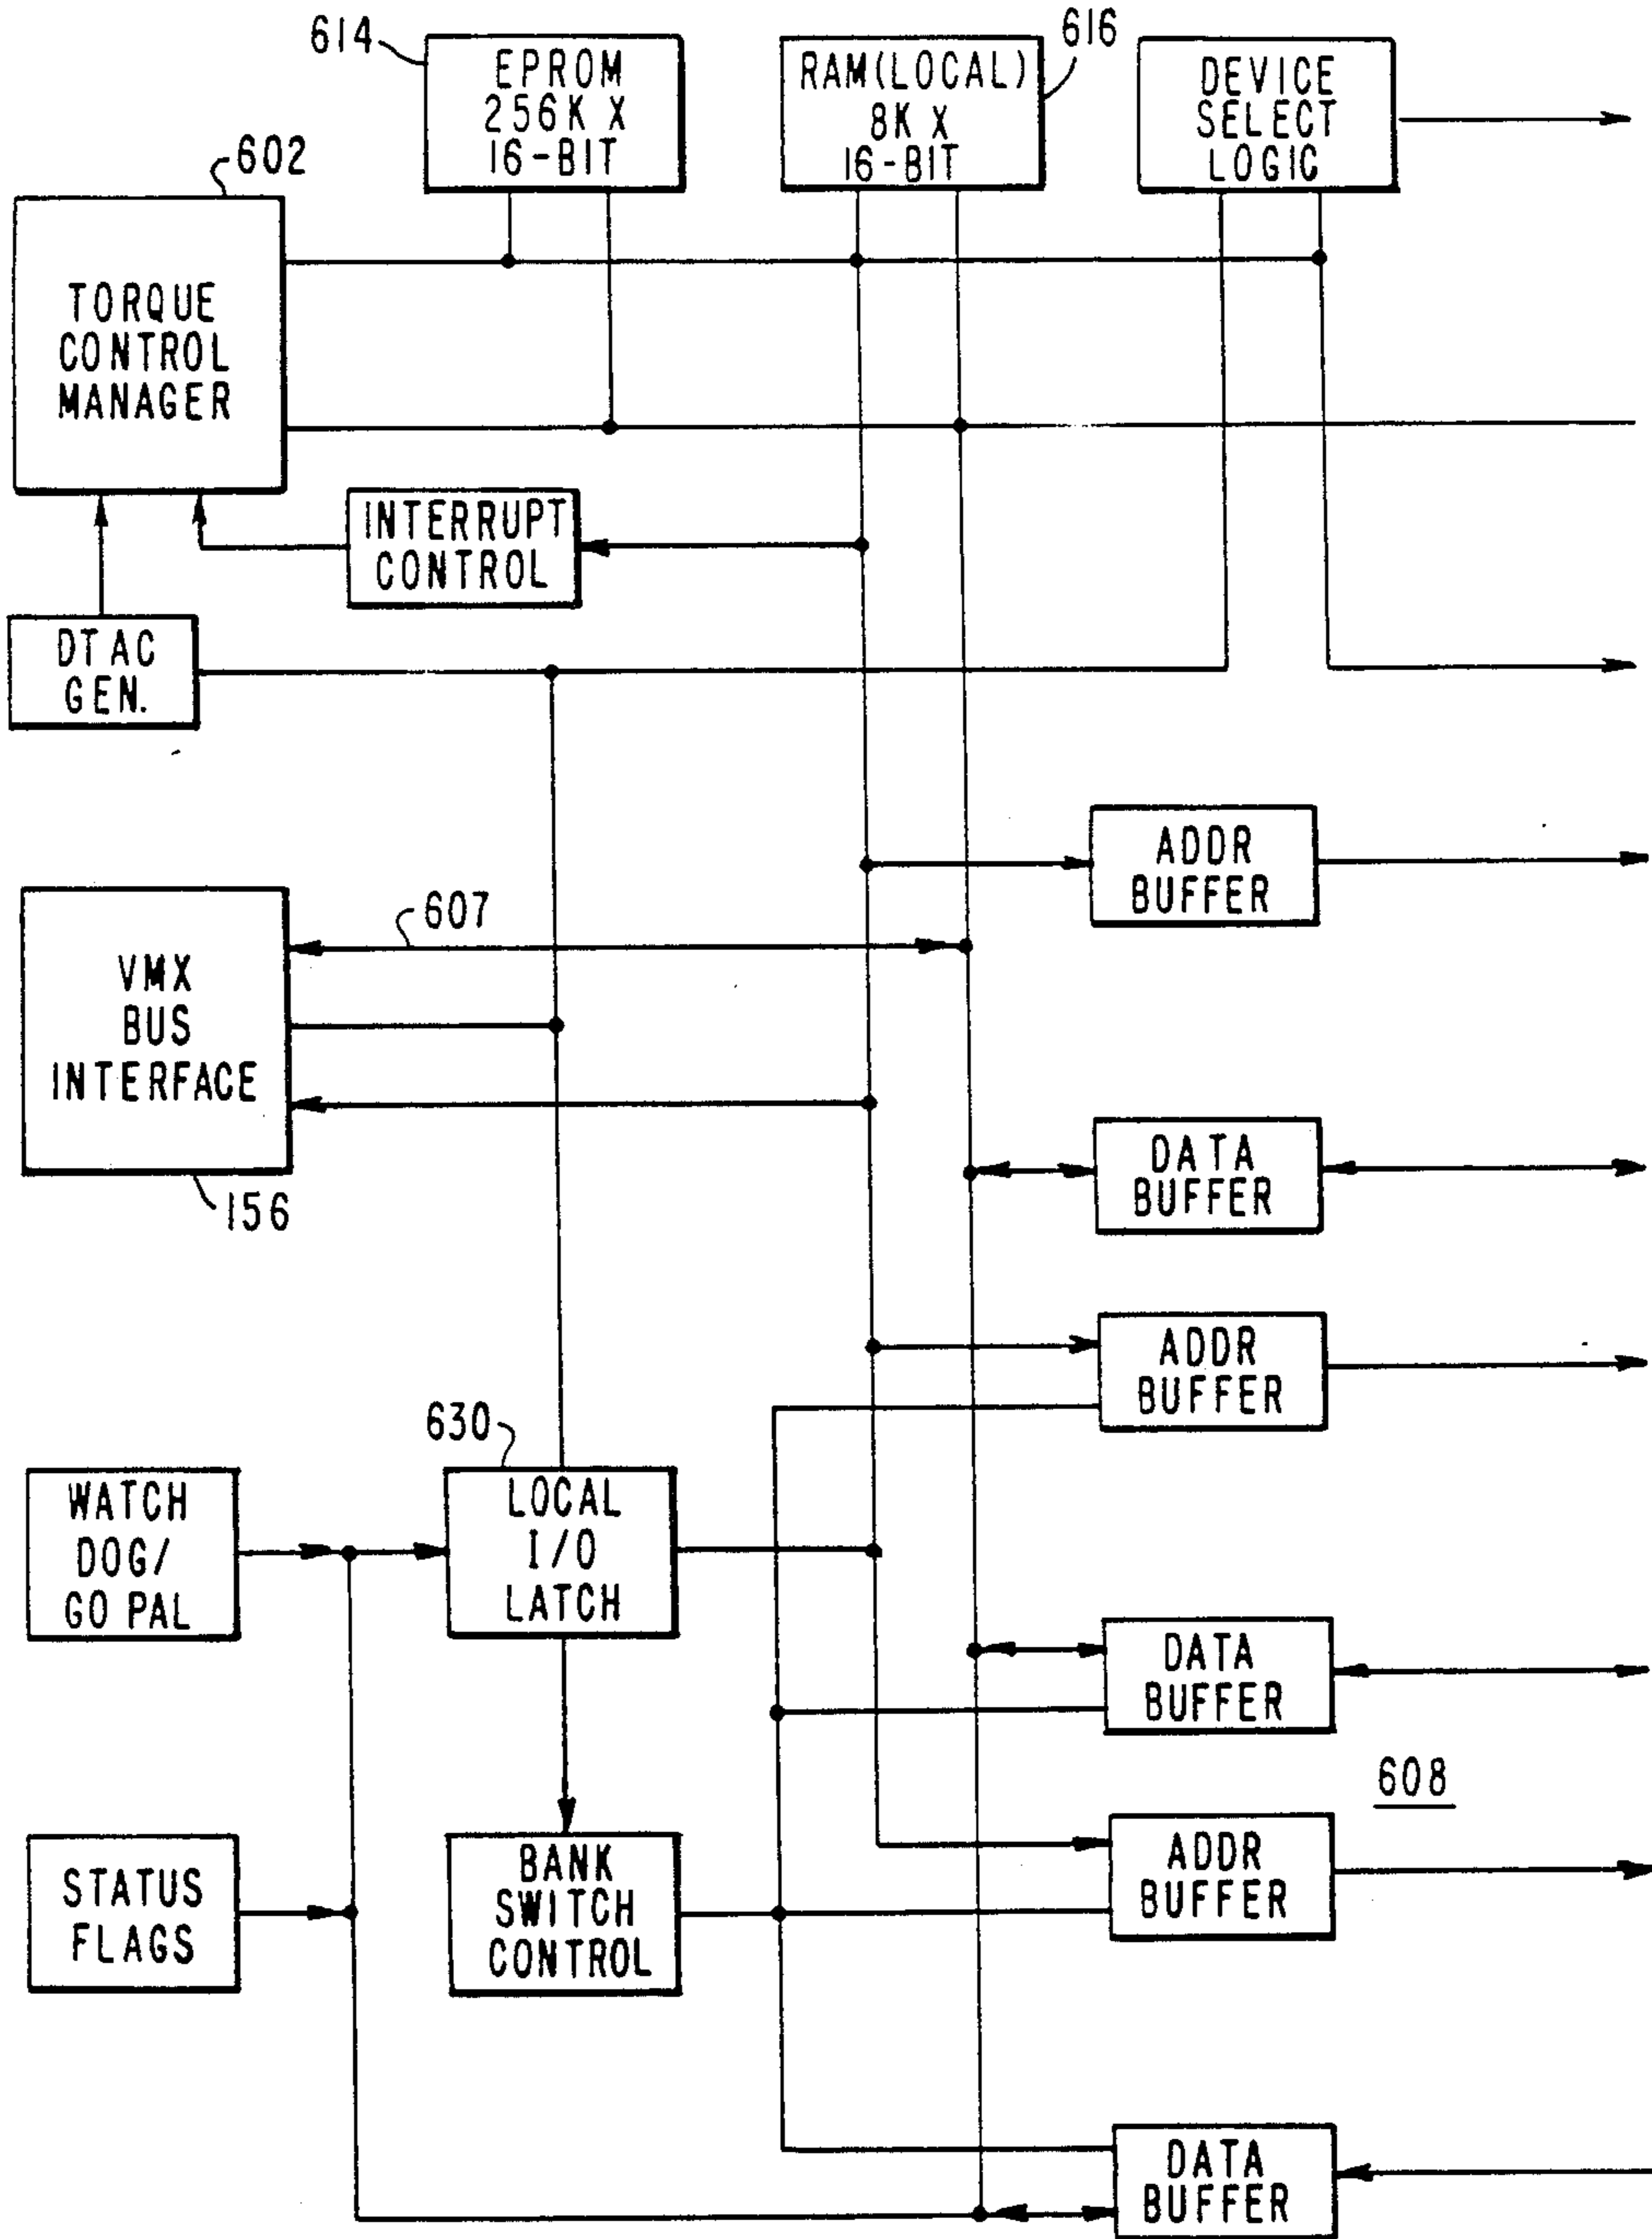 614
EPROM
256K X
16-BIT
RAM(LOCAL)
8K X
16-BIT
616
DEVICE
SELECT
LOGIC
602
TORQUE
CONTROL
MANAGER
INTERRUPT
CONTROL
DTAC
GEN.
ADDR
BUFFER
607
VMX
BUS
INTERFACE
156
DATA
BUFFER
ADDR
BUFFER
630
WATCH
DOG/
GO PAL
LOCAL
I/O
LATCH
DATA
BUFFER
608
STATUS
FLAGS
BANK
SWITCH
CONTROL
ADDR
BUFFER
DATA
BUFFER